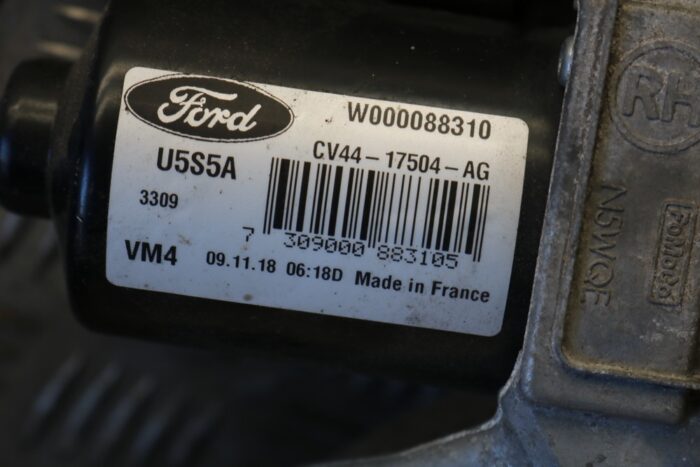 Ford
W000088310
U5S5A
CV44-17504-AG
3309
7 309000 883105
VM4
09.11.18 06:18D Made in France
RH
N5WQE
FoMoCo